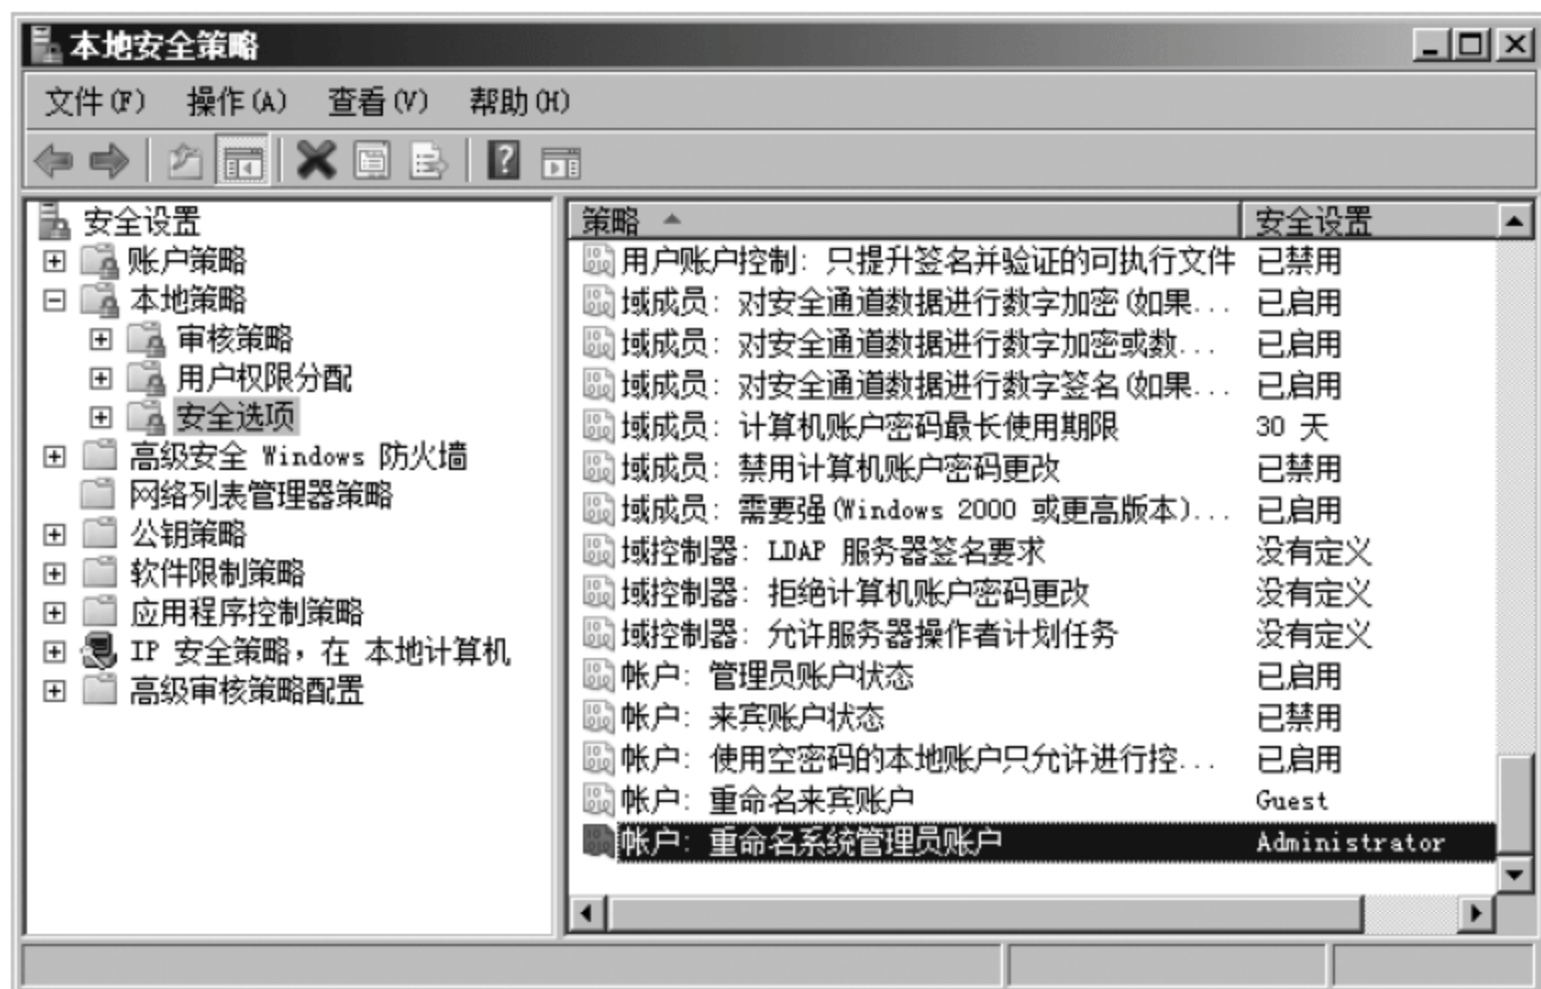 本地安全策略
文件(F) 操作(A) 查看(V) 帮助(H)
安全设置
账户策略
本地策略
审核策略
用户权限分配
安全选项
高级安全 Windows 防火墙
网络列表管理器策略
公钥策略
软件限制策略
应用程序控制策略
IP 安全策略，在 本地计算机
高级审核策略配置
策略 安全设置
用户账户控制: 只提升签名并验证的可执行文件 已禁用
域成员: 对安全通道数据进行数字加密(如果... 已启用
域成员: 对安全通道数据进行数字加密或数... 已启用
域成员: 对安全通道数据进行数字签名(如果... 已启用
域成员: 计算机账户密码最长使用期限 30 天
域成员: 禁用计算机账户密码更改 已禁用
域成员: 需要强(Windows 2000 或更高版本)... 已启用
域控制器: LDAP 服务器签名要求 没有定义
域控制器: 拒绝计算机账户密码更改 没有定义
域控制器: 允许服务器操作者计划任务 没有定义
帐户: 管理员账户状态 已启用
帐户: 来宾账户状态 已禁用
帐户: 使用空密码的本地账户只允许进行控... 已启用
帐户: 重命名来宾账户 Guest
帐户: 重命名系统管理员账户 Administrator